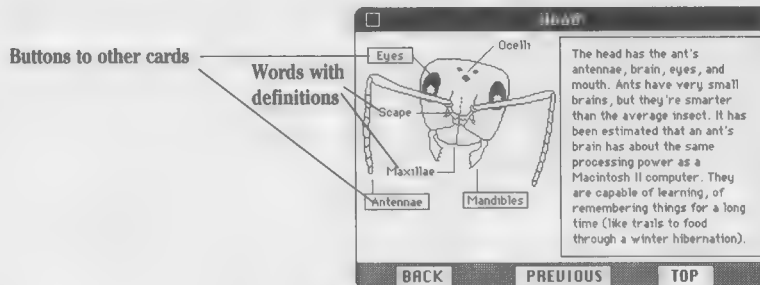 Head
Buttons to other cards
Eyes
Ocelli
Words with
definitions
Scape
Maxillae
Antennae
Mandibles
The head has the ant's
antennae, brain, eyes, and
mouth. Ants have very small
brains, but they're smarter
than the average insect. It has
been estimated that an ant's
brain has about the same
processing power as a
Macintosh II computer. They
are capable of learning, of
remembering things for a long
time (like trails to food
through a winter hibernation).
BACK
PREVIOUS
TOP